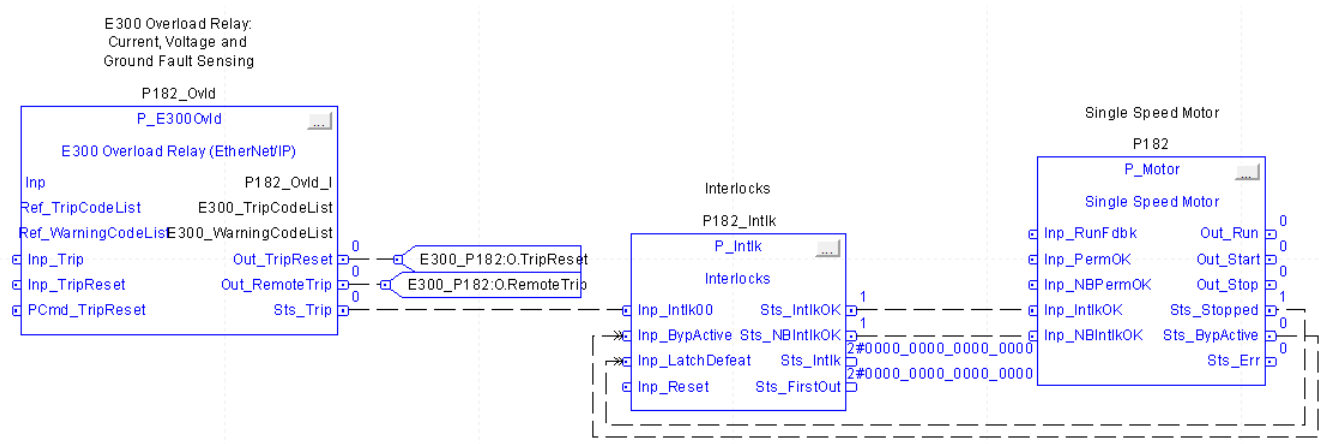 E300 Overload Relay:
Current, Voltage and
Ground Fault Sensing
P182_Ovld
P_E300Ovld
...
E300 Overload Relay (EtherNet/IP)
Inp P182_Ovld_I
Ref_TripCodeList E300_TripCodeList
Ref_WarningCodeList E300_WarningCodeList
Inp_Trip Out_TripReset 0 E300_P182:O.TripReset
Inp_TripReset Out_RemoteTrip 0 E300_P182:O.RemoteTrip
PCmd_TripReset Sts_Trip 0
Interlocks
P182_Intlk
P_Intlk
...
Interlocks
Inp_Intlk00 Sts_IntlkOK 1
Inp_BypActive Sts_NBIntlkOK 1
Inp_LatchDefeat Sts_Intlk 2#0000_0000_0000_0000
Inp_Reset Sts_FirstOut 2#0000_0000_0000_0000
Single Speed Motor
P182
P_Motor
...
Single Speed Motor
Inp_RunFdbk Out_Run 0
Inp_PermOK Out_Start 0
Inp_NBPermOK Out_Stop 0
Inp_IntlkOK Sts_Stopped 1
Inp_NBIntlkOK Sts_BypActive 0
Sts_Err 0